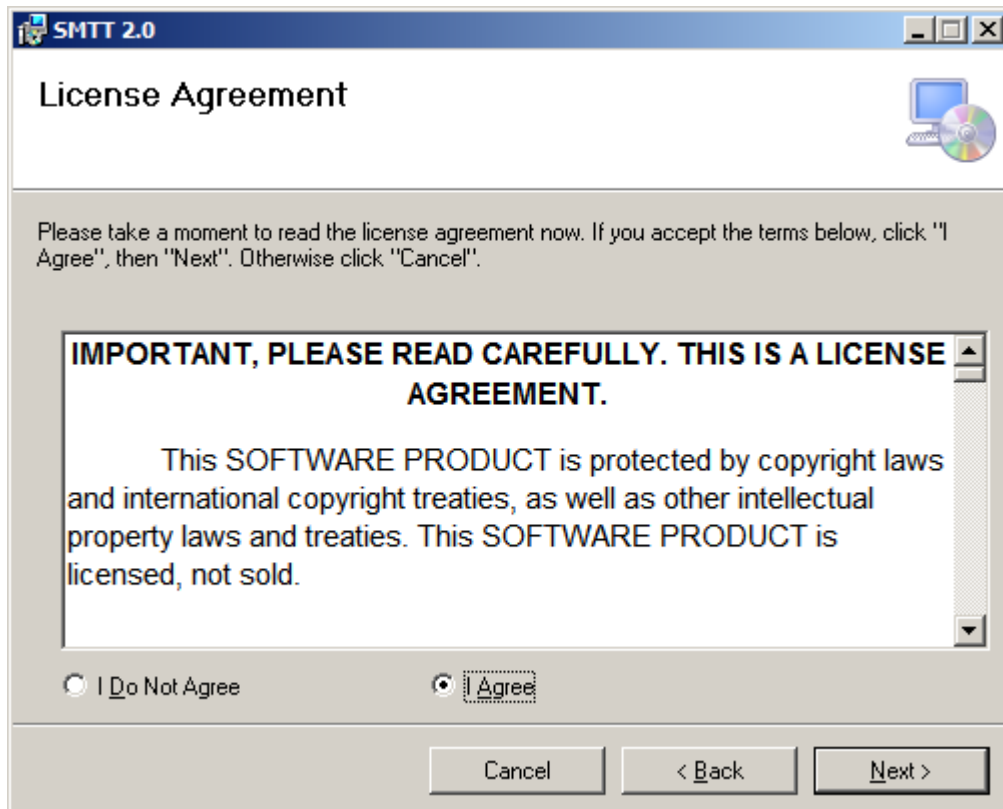 SMTT 2.0
License Agreement
Please take a moment to read the license agreement now. If you accept the terms below, click "I
Agree", then "Next". Otherwise click "Cancel".
IMPORTANT, PLEASE READ CAREFULLY. THIS IS A LICENSE
AGREEMENT.
This SOFTWARE PRODUCT is protected by copyright laws
and international copyright treaties, as well as other intellectual
property laws and treaties. This SOFTWARE PRODUCT is
licensed, not sold.
I Do Not Agree
I Agree
Cancel
< Back
Next >